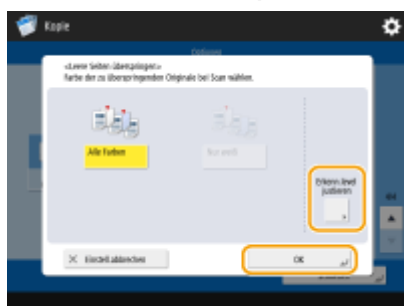 Kopie
Optionen
<Leere Seiten überspringen>
Farbe der zu überspringenden Originale bei Scan wählen.
Alle Farben
Nur weiß
Erkenn.level
justieren
Einstell. abbrechen
OK